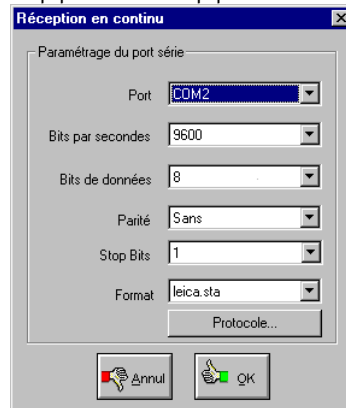 Réception en continu
Paramétrage du port série
Port COM2
Bits par secondes 9600
Bits de données 8
Parité Sans
Stop Bits 1
Format leica.sta
Protocole...
Annul OK